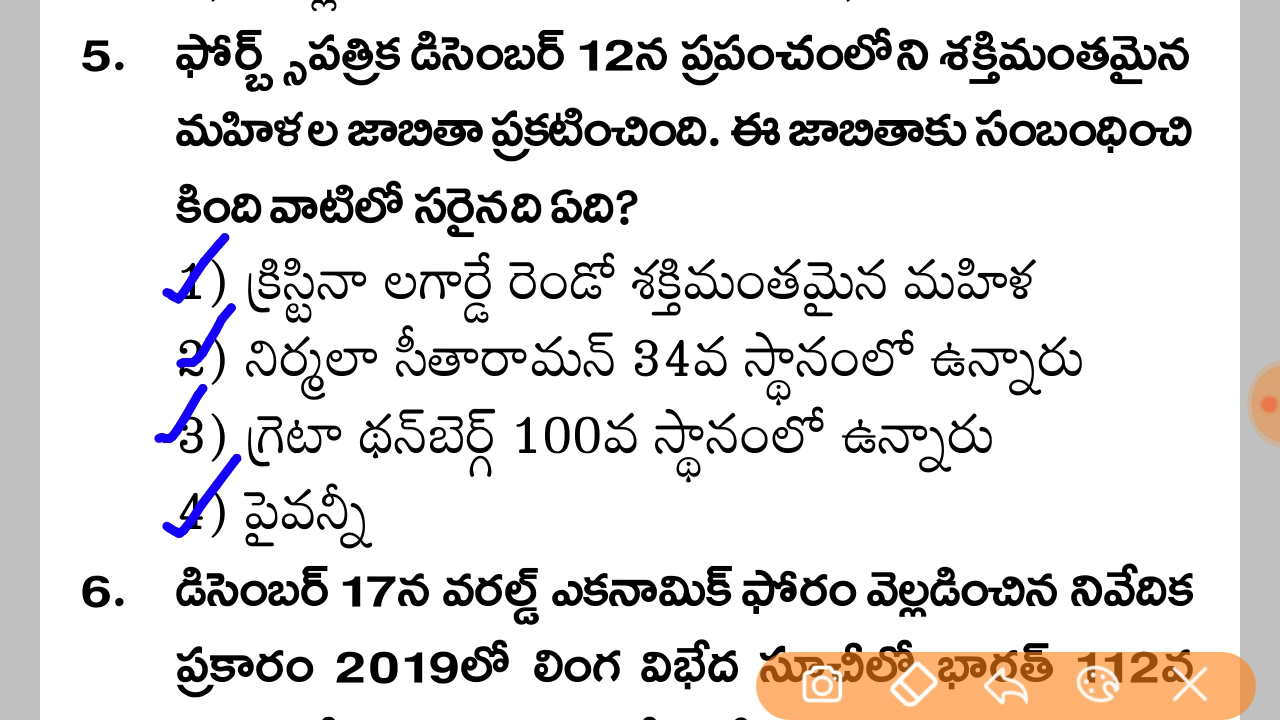 5. ఫోర్బ్స్ పత్రిక డిసెంబర్ 12న ప్రపంచంలోని శక్తిమంతమైన
మహిళల జాబితా ప్రకటించింది. ఈ జాబితాకు సంబంధించి
కింది వాటిలో సరైనది ఏది?
1) క్రిస్టినా లగార్డే రెండో శక్తిమంతమైన మహిళ
2) నిర్మలా సీతారామన్ 34వ స్థానంలో ఉన్నారు
3) గ్రెటా థన్‌బెర్గ్ 100వ స్థానంలో ఉన్నారు
4) పైవన్నీ
6. డిసెంబర్ 17న వరల్డ్ ఎకనామిక్ ఫోరం వెల్లడించిన నివేదిక
ప్రకారం 2019లో లింగ విభేద సూచీలో భారత్ 112వ